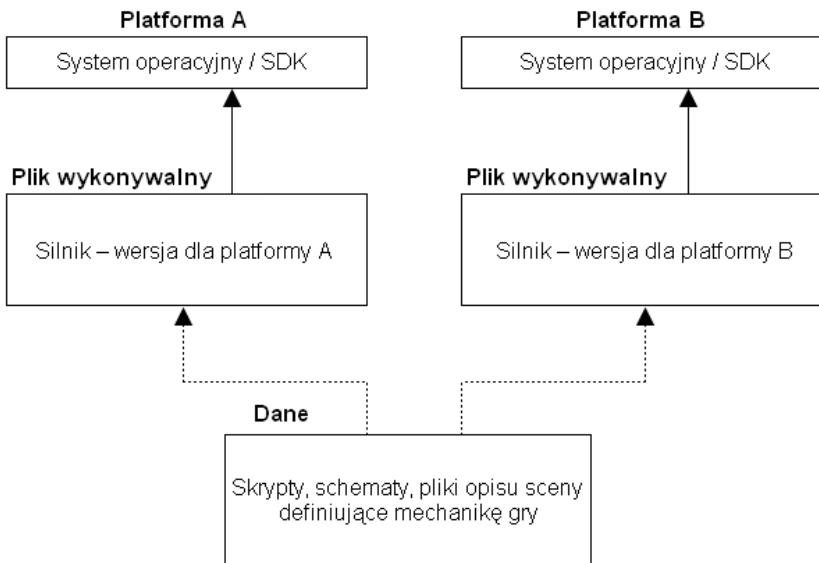 Platforma A
Platforma B
System operacyjny / SDK
System operacyjny / SDK
Plik wykonywalny
Plik wykonywalny
Silnik – wersja dla platformy A
Silnik – wersja dla platformy B
Dane
Skrypty, schematy, pliki opisu sceny
definiujące mechanikę gry